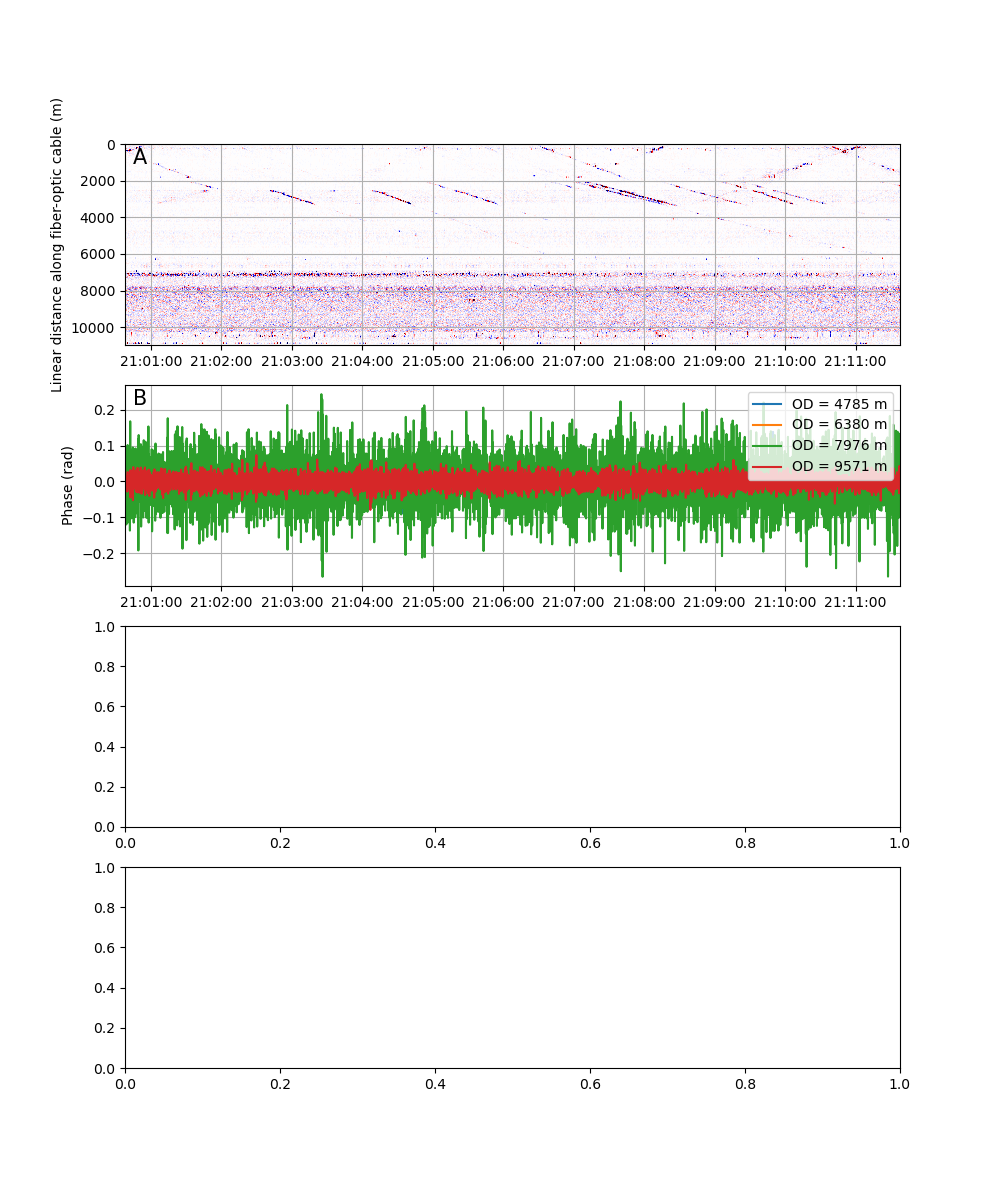 Linear distance along fiber-optic cable (m)
A
0
2000
4000
6000
8000
10000
21:01:00 21:02:00 21:03:00 21:04:00 21:05:00 21:06:00 21:07:00 21:08:00 21:09:00 21:10:00 21:11:00
Phase (rad)
B
0.2
0.1
0.0
−0.1
−0.2
OD = 4785 m
OD = 6380 m
OD = 7976 m
OD = 9571 m
21:01:00 21:02:00 21:03:00 21:04:00 21:05:00 21:06:00 21:07:00 21:08:00 21:09:00 21:10:00 21:11:00
1.0
0.8
0.6
0.4
0.2
0.0
0.0 0.2 0.4 0.6 0.8 1.0
1.0
0.8
0.6
0.4
0.2
0.0
0.0 0.2 0.4 0.6 0.8 1.0